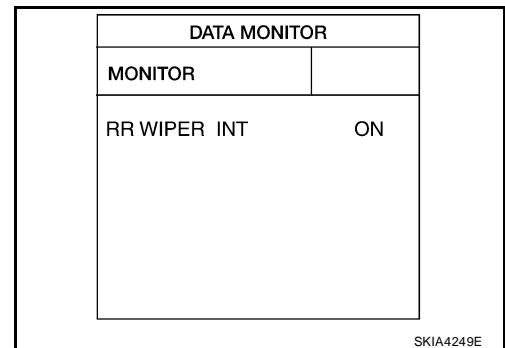 DATA MONITOR
MONITOR
RR WIPER INT ON
SKIA4249E